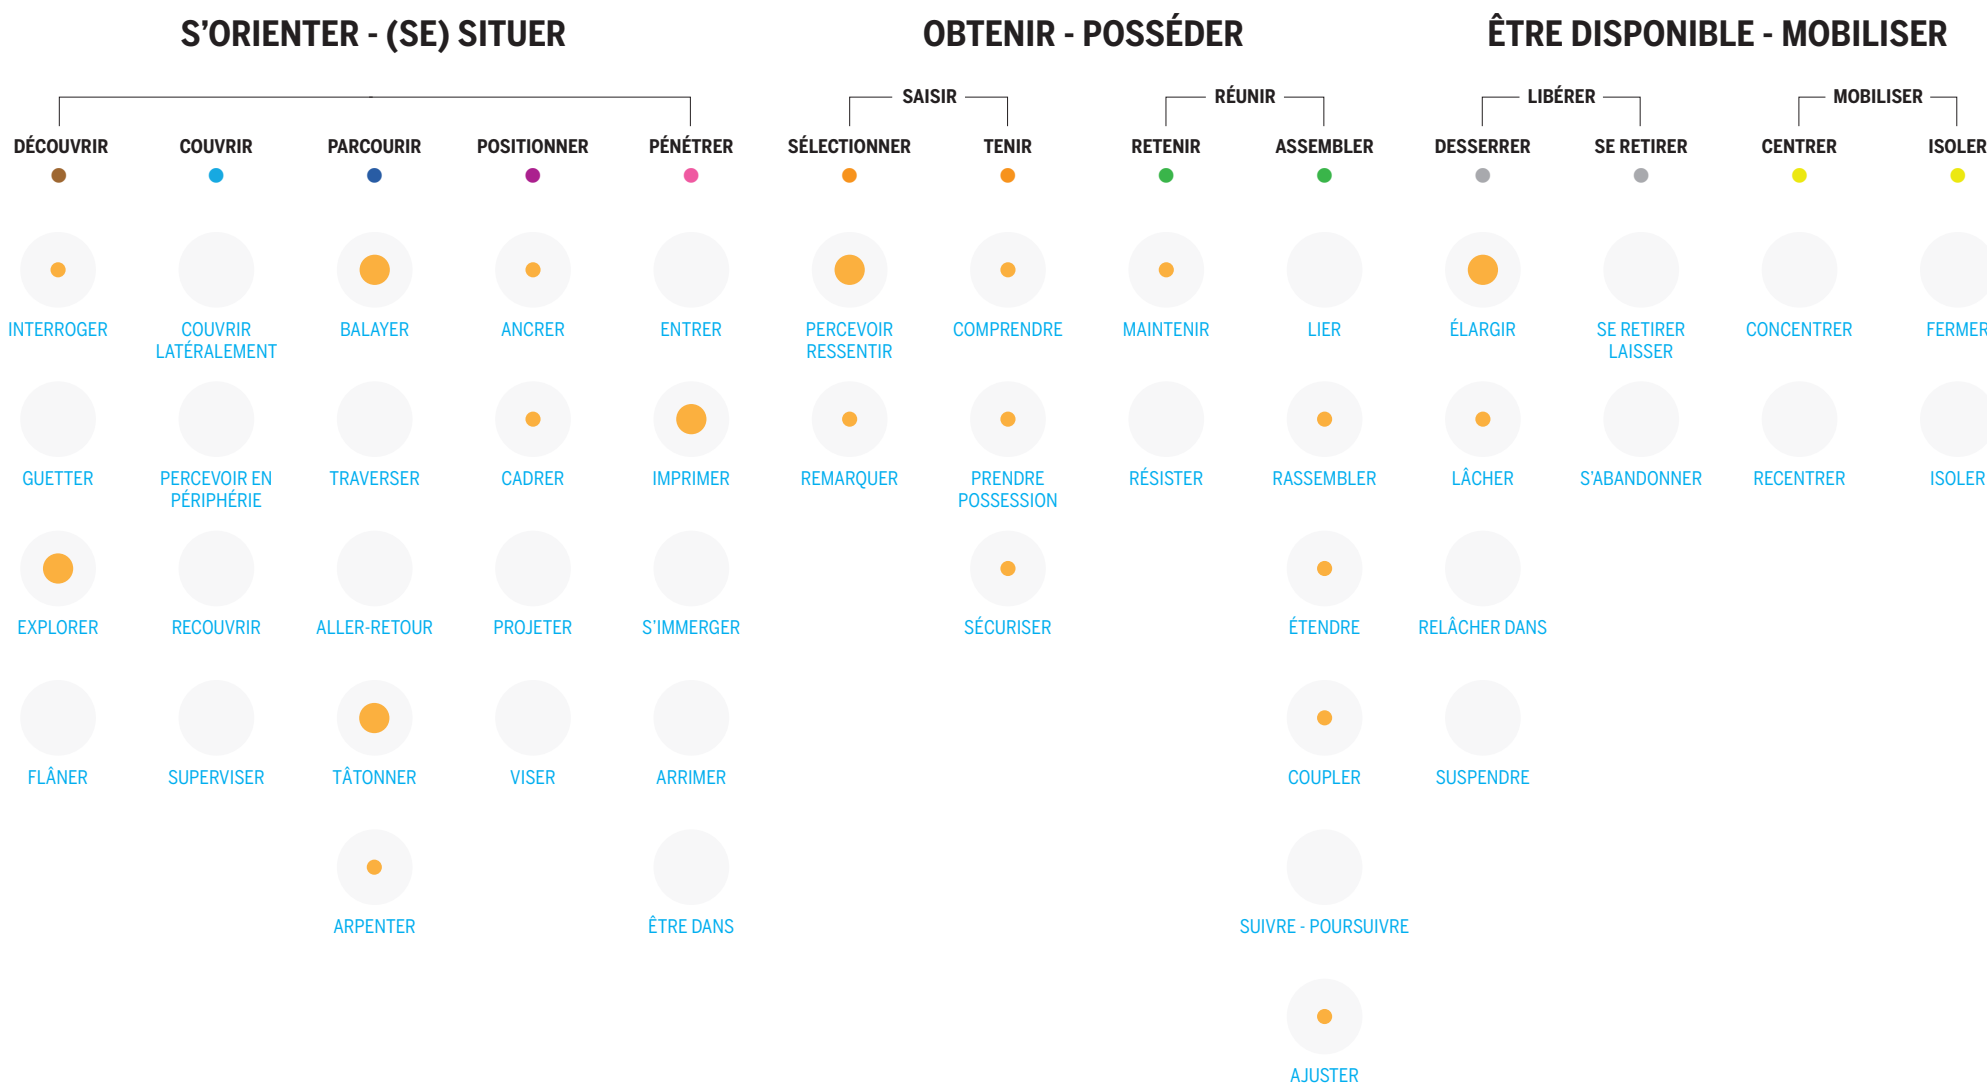 S’ORIENTER - (SE) SITUER
OBTENIR - POSSÉDER
ÊTRE DISPONIBLE - MOBILISER
SAISIR
RÉUNIR
LIBÉRER
MOBILISER
DÉCOUVRIR
COUVRIR
PARCOURIR
POSITIONNER
PÉNÉTRER
SÉLECTIONNER
TENIR
RETENIR
ASSEMBLER
DESSERRER
SE RETIRER
CENTRER
ISOLER
INTERROGER
COUVRIR
LATÉRALEMENT
BALAYER
ANCRER
ENTRER
PERCEVOIR
RESSENTIR
COMPRENDRE
MAINTENIR
LIER
ÉLARGIR
SE RETIRER
LAISSER
CONCENTRER
FERMER
GUETTER
PERCEVOIR EN
PÉRIPHÉRIE
TRAVERSER
CADRER
IMPRIMER
REMARQUER
PRENDRE
POSSESSION
RÉSISTER
RASSEMBLER
LÂCHER
S’ABANDONNER
RECENTRER
ISOLER
EXPLORER
RECOUVRIR
ALLER-RETOUR
PROJETER
S’IMMERGER
SÉCURISER
ÉTENDRE
RELÂCHER DANS
FLÂNER
SUPERVISER
TÂTONNER
VISER
ARRIMER
COUPLER
SUSPENDRE
ARPENTER
ÊTRE DANS
SUIVRE - POURSUIVRE
AJUSTER